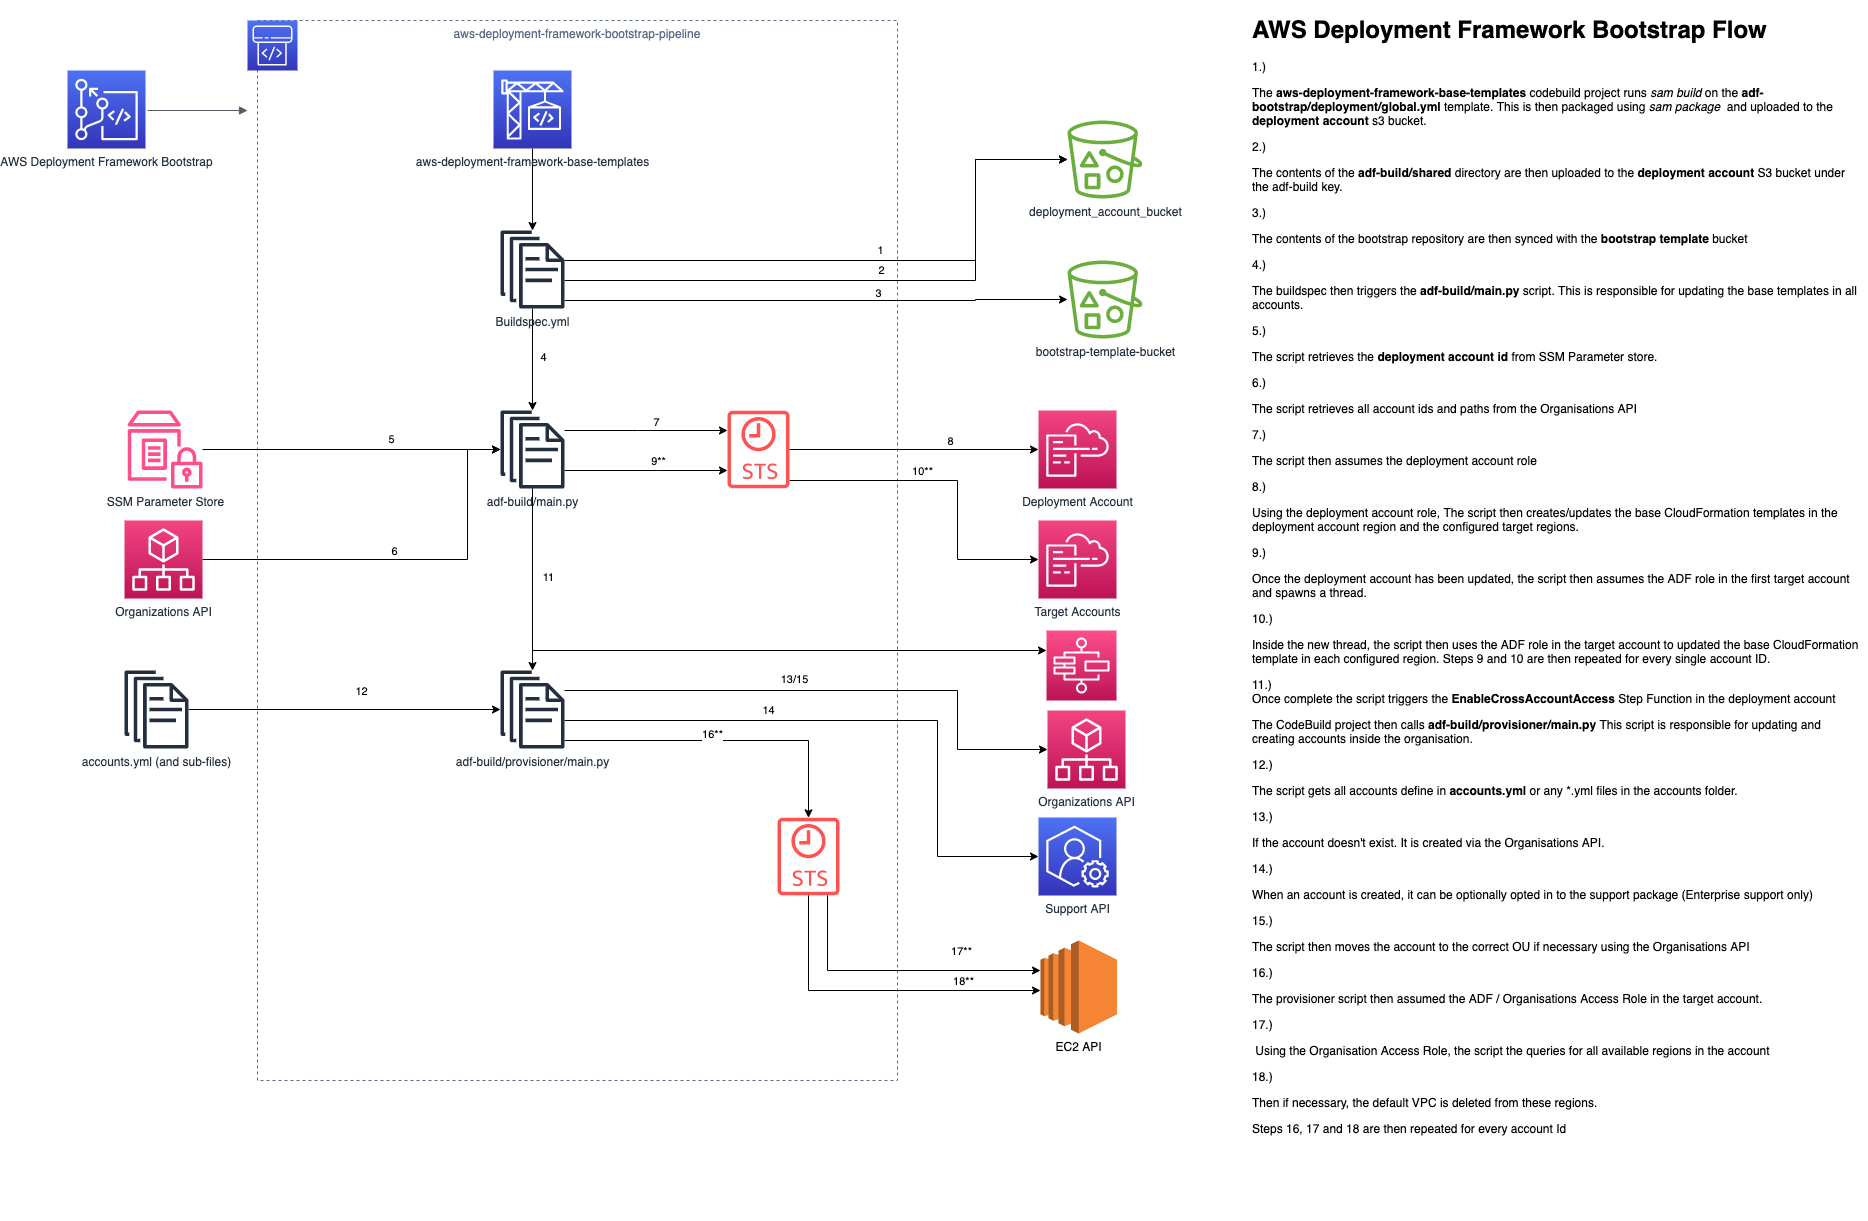 aws-deployment-framework-bootstrap-pipeline
AWS Deployment Framework Bootstrap
aws-deployment-framework-base-templates
deployment_account_bucket
1
2
3
Buildspec.yml
bootstrap-template-bucket
4
5
7
8
9**
10**
STS
SSM Parameter Store
adf-build/main.py
Deployment Account
6
11
Organizations API
Target Accounts
12
13/15
14
16**
accounts.yml (and sub-files)
adf-build/provisioner/main.py
Organizations API
STS
Support API
17**
18**
EC2 API
AWS Deployment Framework Bootstrap Flow
1.)
The aws-deployment-framework-base-templates codebuild project runs sam build on the adf-
bootstrap/deployment/global.yml template. This is then packaged using sam package and uploaded to the
deployment account s3 bucket.
2.)
The contents of the adf-build/shared directory are then uploaded to the deployment account S3 bucket under
the adf-build key.
3.)
The contents of the bootstrap repository are then synced with the bootstrap template bucket
4.)
The buildspec then triggers the adf-build/main.py script. This is responsible for updating the base templates in all
accounts.
5.)
The script retrieves the deployment account id from SSM Parameter store.
6.)
The script retrieves all account ids and paths from the Organisations API
7.)
The script then assumes the deployment account role
8.)
Using the deployment account role, The script then creates/updates the base CloudFormation templates in the
deployment account region and the configured target regions.
9.)
Once the deployment account has been updated, the script then assumes the ADF role in the first target account
and spawns a thread.
10.)
Inside the new thread, the script then uses the ADF role in the target account to updated the base CloudFormation
template in each configured region. Steps 9 and 10 are then repeated for every single account ID.
11.)
Once complete the script triggers the EnableCrossAccountAccess Step Function in the deployment account
The CodeBuild project then calls adf-build/provisioner/main.py This script is responsible for updating and
creating accounts inside the organisation.
12.)
The script gets all accounts define in accounts.yml or any *.yml files in the accounts folder.
13.)
If the account doesn't exist. It is created via the Organisations API.
14.)
When an account is created, it can be optionally opted in to the support package (Enterprise support only)
15.)
The script then moves the account to the correct OU if necessary using the Organisations API
16.)
The provisioner script then assumed the ADF / Organisations Access Role in the target account.
17.)
Using the Organisation Access Role, the script the queries for all available regions in the account
18.)
Then if necessary, the default VPC is deleted from these regions.
Steps 16, 17 and 18 are then repeated for every account Id